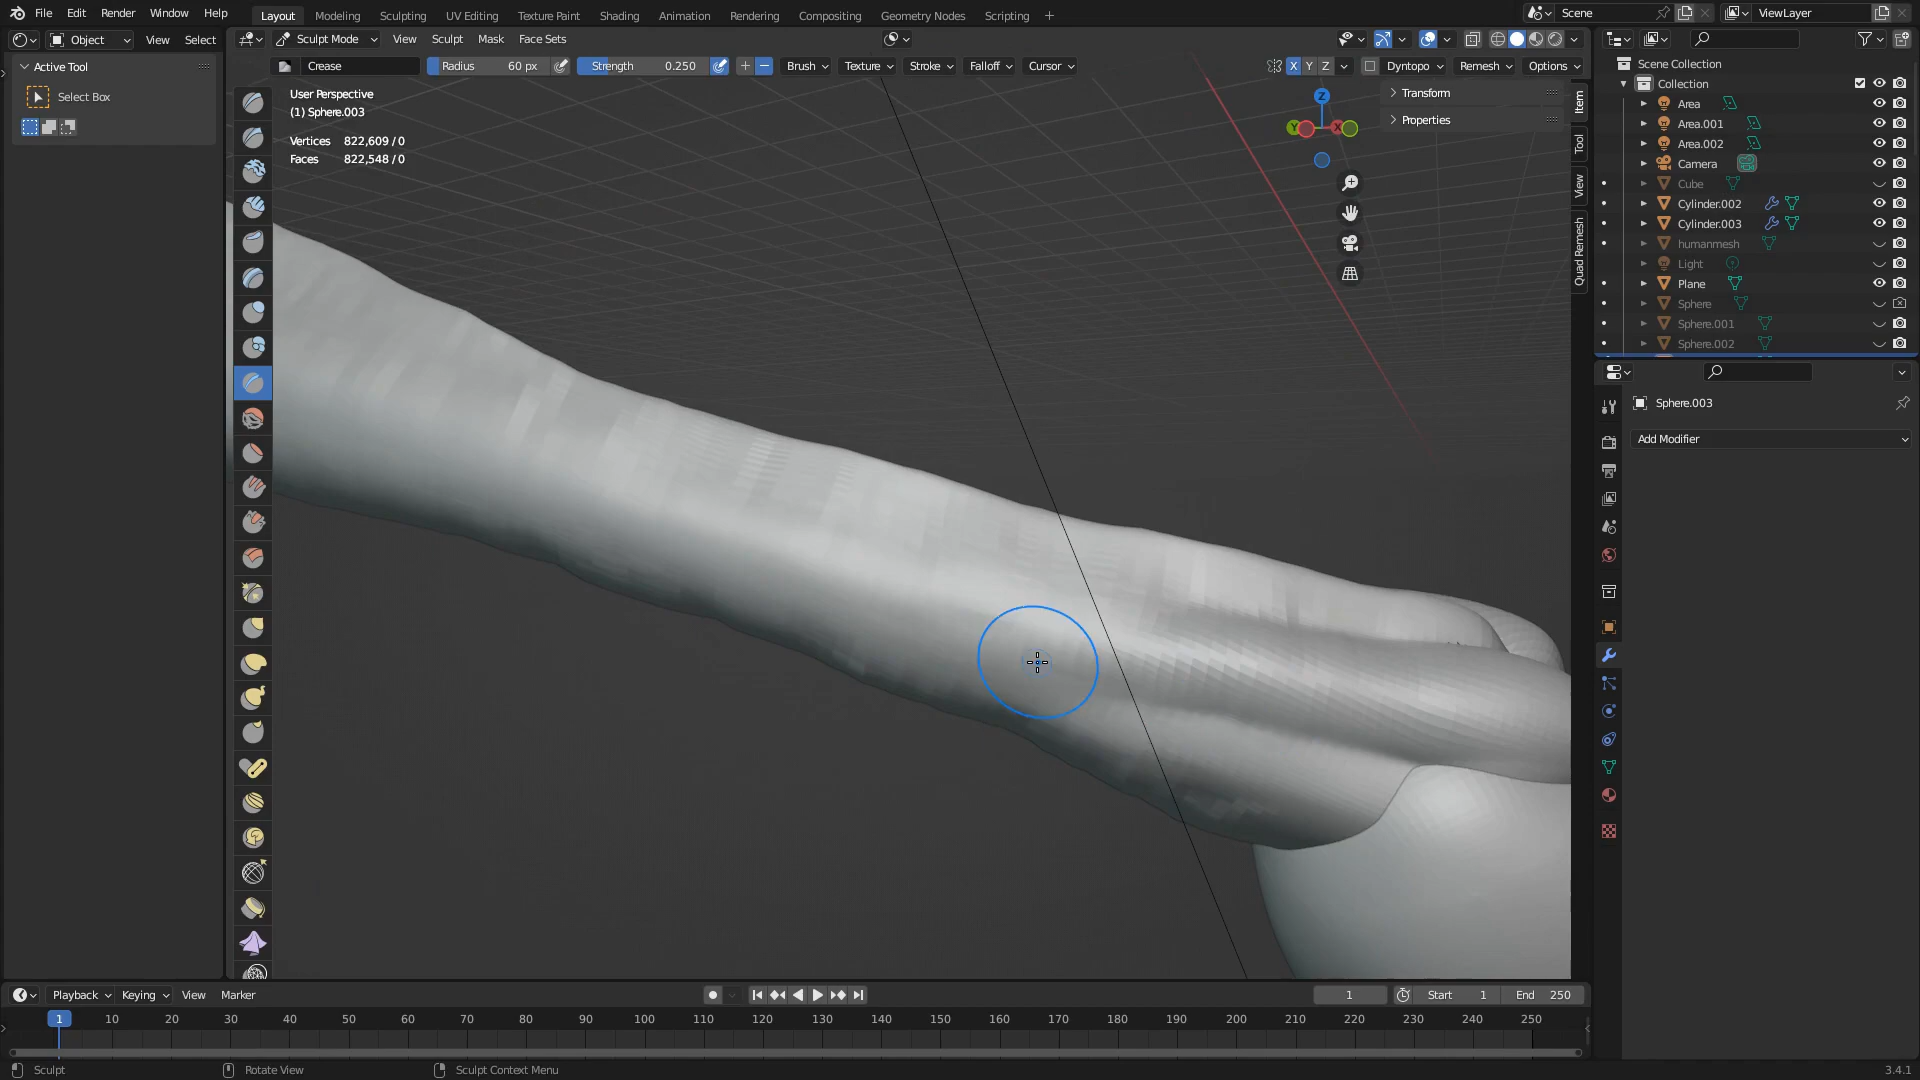 File Edit Render Window Help
Layout Modeling Sculpting UV Editing Texture Paint Shading Animation Rendering Compositing Geometry Nodes Scripting +
Scene ViewLayer
Object View Select
Sculpt Mode View Sculpt Mask Face Sets
Active Tool
Select Box
Crease Radius 60 px Strength 0.250 Brush Texture Stroke Falloff Cursor X Y Z Dyntopo Remesh Options
User Perspective
(1) Sphere.003
Vertices 822,609 / 0
Faces 822,548 / 0
Z
Y X
Transform
Properties
Item
Tool
View
Quad Remesh
Scene Collection
Collection
Area
Area.001
Area.002
Camera
Cube
Cylinder.002
Cylinder.003
humanmesh
Light
Plane
Sphere
Sphere.001
Sphere.002
Sphere.003
Add Modifier
Playback Keying View Marker
1 Start 1 End 250
1 10 20 30 40 50 60 70 80 90 100 110 120 130 140 150 160 170 180 190 200 210 220 230 240 250
Sculpt Rotate View Sculpt Context Menu 3.4.1